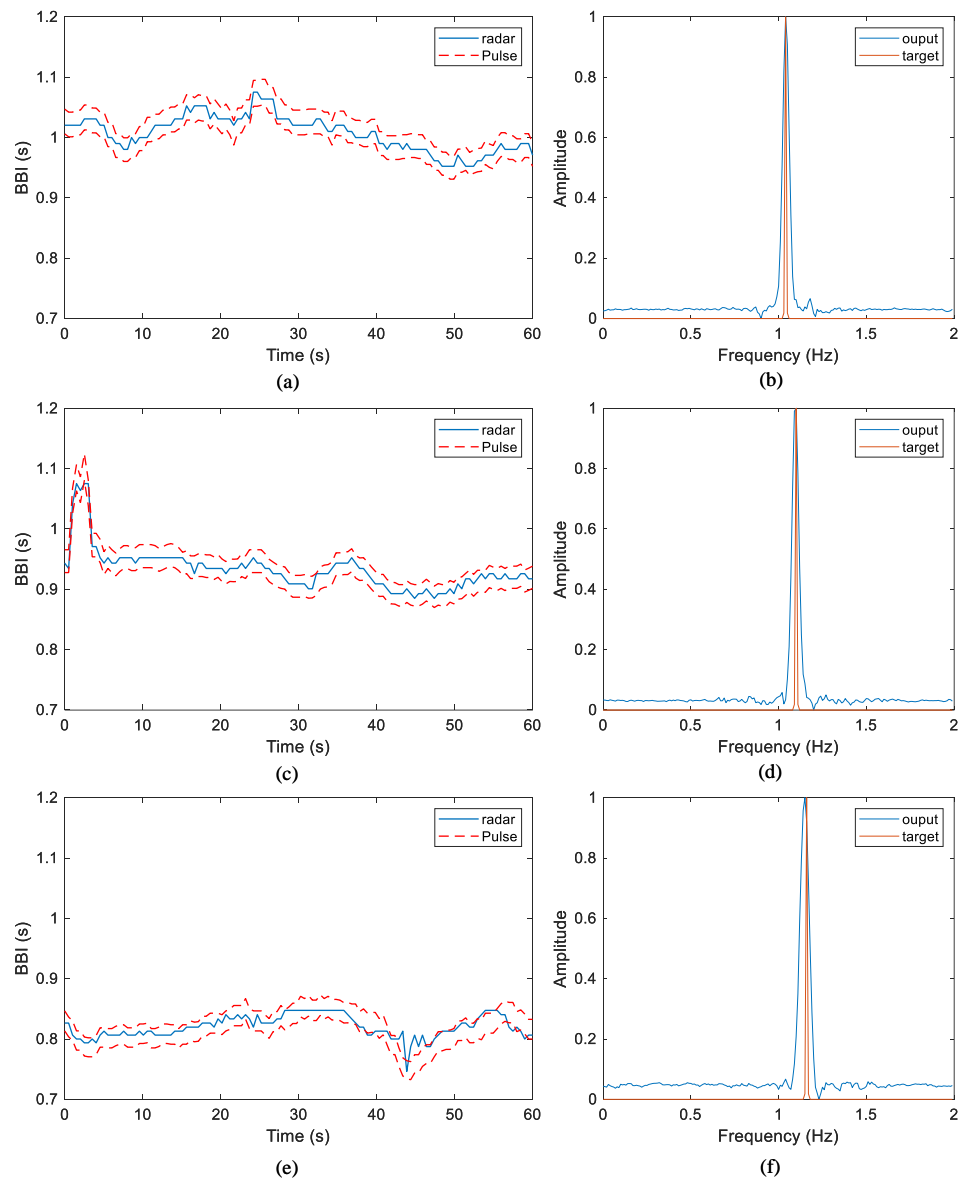 1.2
1.1
1
0.9
0.8
0.7
BBI (s)
radar
Pulse
0 10 20 30 40 50 60
Time (s)
(a)
1
0.8
0.6
0.4
0.2
0
Amplitude
ouput
target
0 0.5 1 1.5 2
Frequency (Hz)
(b)
1.2
1.1
1
0.9
0.8
0.7
BBI (s)
radar
Pulse
0 10 20 30 40 50 60
Time (s)
(c)
1
0.8
0.6
0.4
0.2
0
Amplitude
ouput
target
0 0.5 1 1.5 2
Frequency (Hz)
(d)
1.2
1.1
1
0.9
0.8
0.7
BBI (s)
radar
Pulse
0 10 20 30 40 50 60
Time (s)
(e)
1
0.8
0.6
0.4
0.2
0
Amplitude
ouput
target
0 0.5 1 1.5 2
Frequency (Hz)
(f)